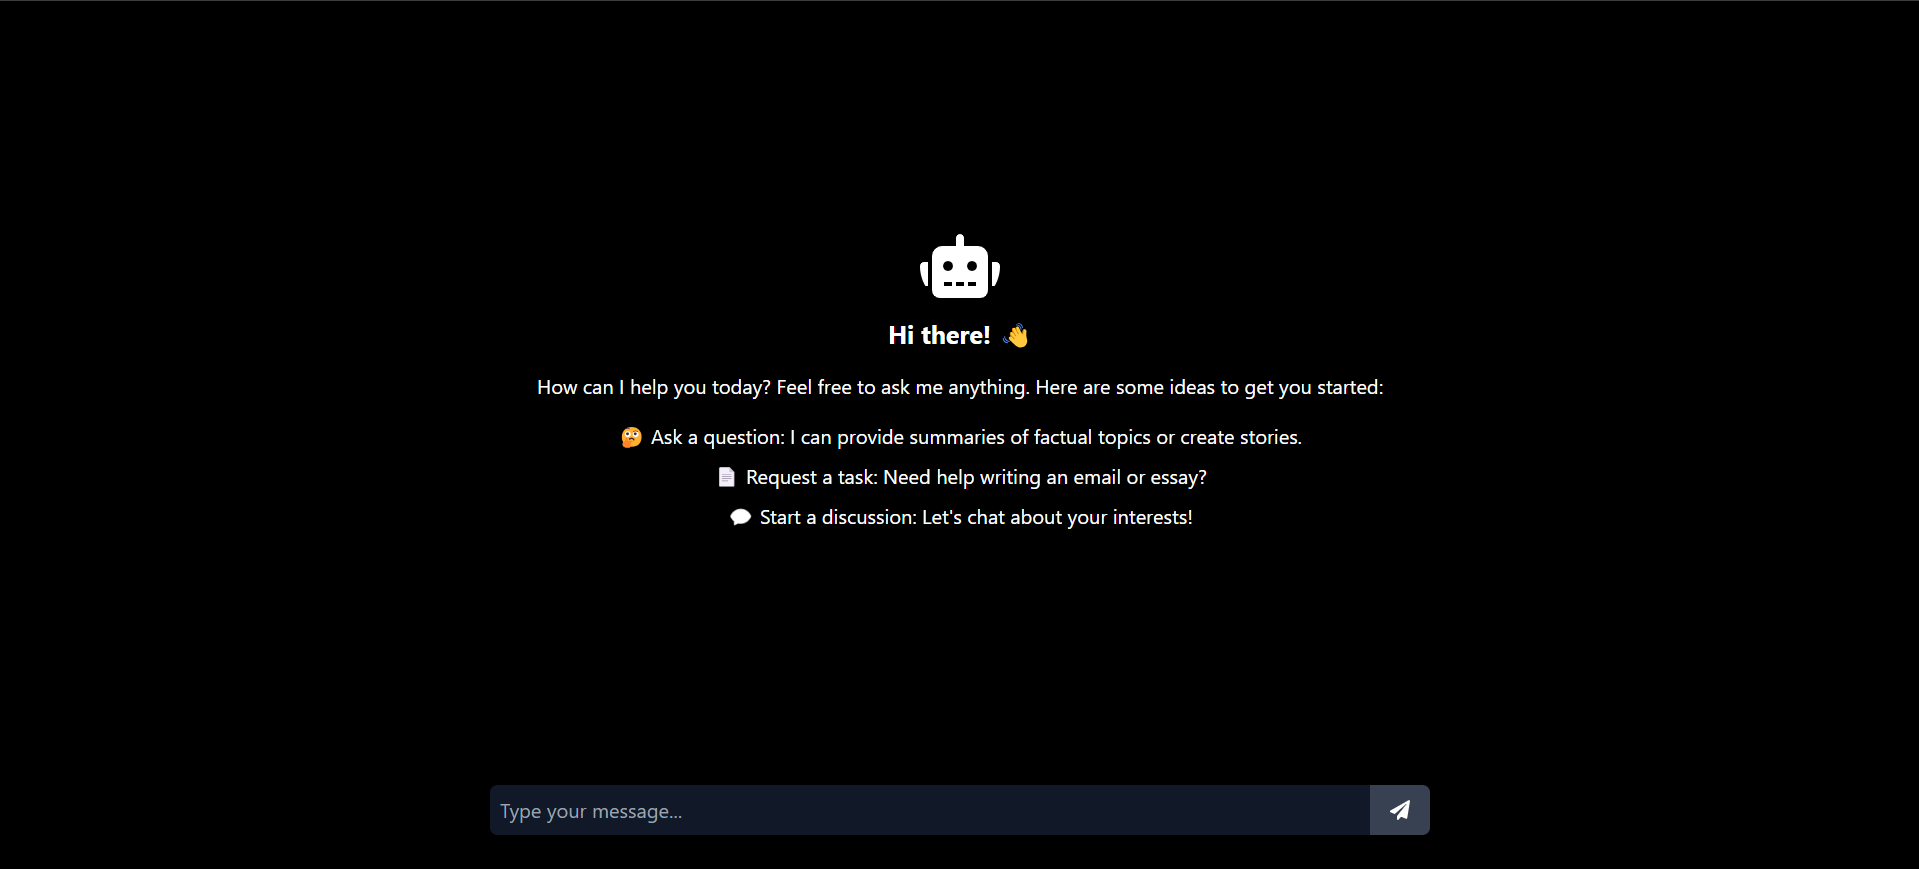 Hi there! 👋
How can I help you today? Feel free to ask me anything. Here are some ideas to get you started:
🤔 Ask a question: I can provide summaries of factual topics or create stories.
📄 Request a task: Need help writing an email or essay?
💬 Start a discussion: Let's chat about your interests!
Type your message...